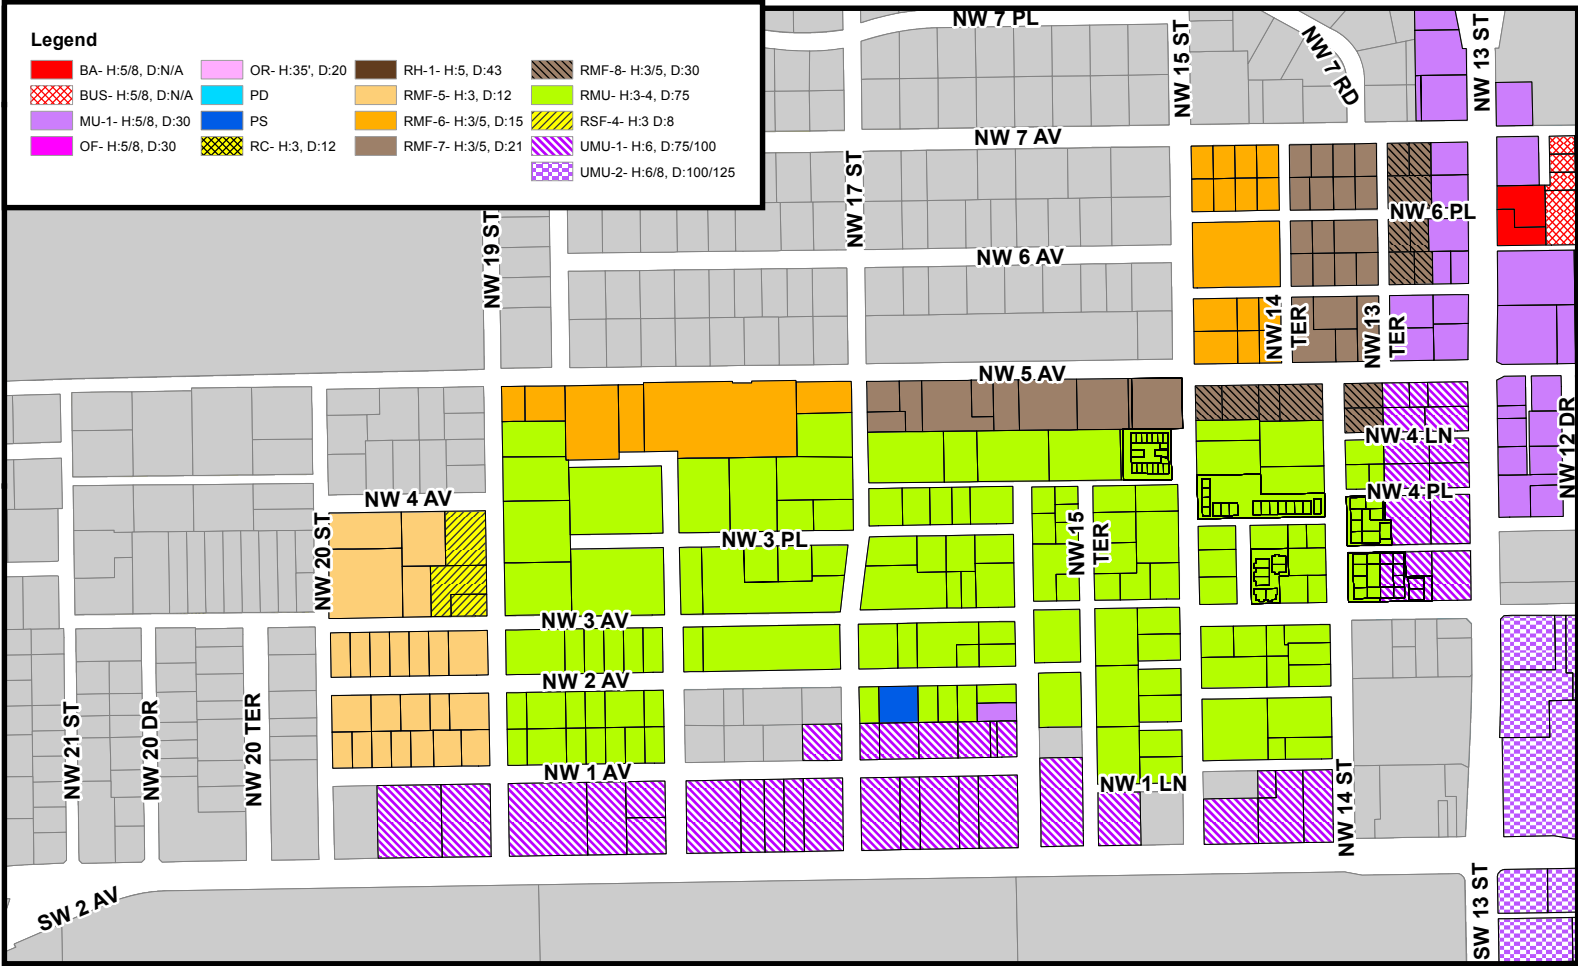 Legend
BA- H:5/8, D:N/A
BUS- H:5/8, D:N/A
MU-1- H:5/8, D:30
OF- H:5/8, D:30
OR- H:35', D:20
PD
PS
RC- H:3, D:12
RH-1- H:5, D:43
RMF-5- H:3, D:12
RMF-6- H:3/5, D:15
RMF-7- H:3/5, D:21
RMF-8- H:3/5, D:30
RMU- H:3-4, D:75
RSF-4- H:3 D:8
UMU-1- H:6, D:75/100
UMU-2- H:6/8, D:100/125
NW 7 PL
NW 15 ST
NW 7 RD
NW 13 ST
NW 7 AV
NW 17 ST
NW 19 ST
NW 6 PL
NW 6 AV
NW 14
TER
NW 13
TER
NW 5 AV
NW 12 DR
NW 4 LN
NW 4 AV
NW 4 PL
NW 20 ST
NW 3 PL
NW 15
TER
NW 3 AV
NW 2 AV
NW 21 ST
NW 20 DR
NW 20 TER
NW 1 AV
NW 1 LN
NW 14 ST
SW 2 AV
SW 13 ST